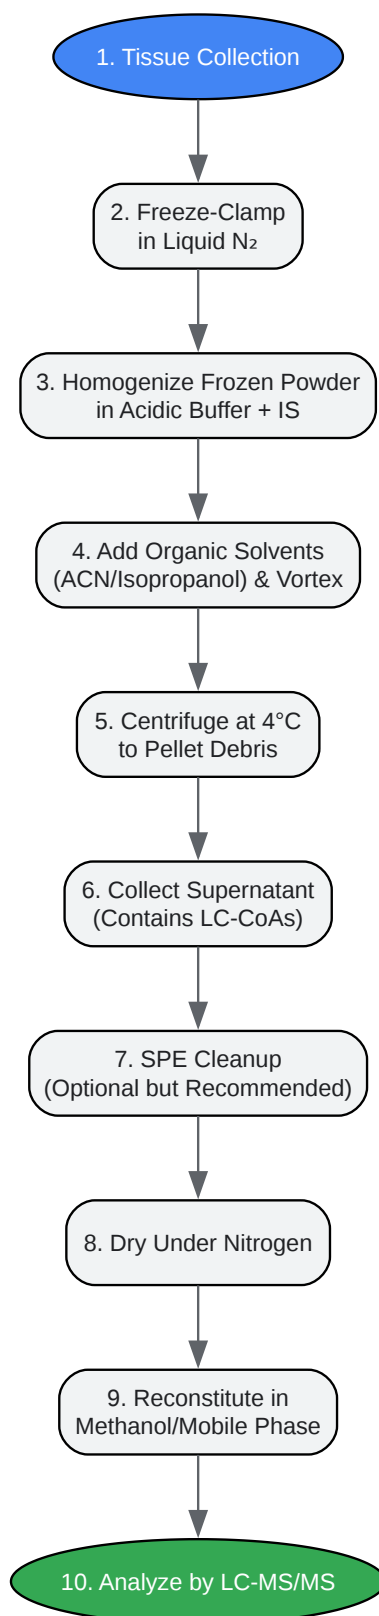 1. Tissue Collection
2. Freeze-Clamp
in Liquid N₂
3. Homogenize Frozen Powder
in Acidic Buffer + IS
4. Add Organic Solvents
(ACN/Isopropanol) & Vortex
5. Centrifuge at 4°C
to Pellet Debris
6. Collect Supernatant
(Contains LC-CoAs)
7. SPE Cleanup
(Optional but Recommended)
8. Dry Under Nitrogen
9. Reconstitute in
Methanol/Mobile Phase
10. Analyze by LC-MS/MS